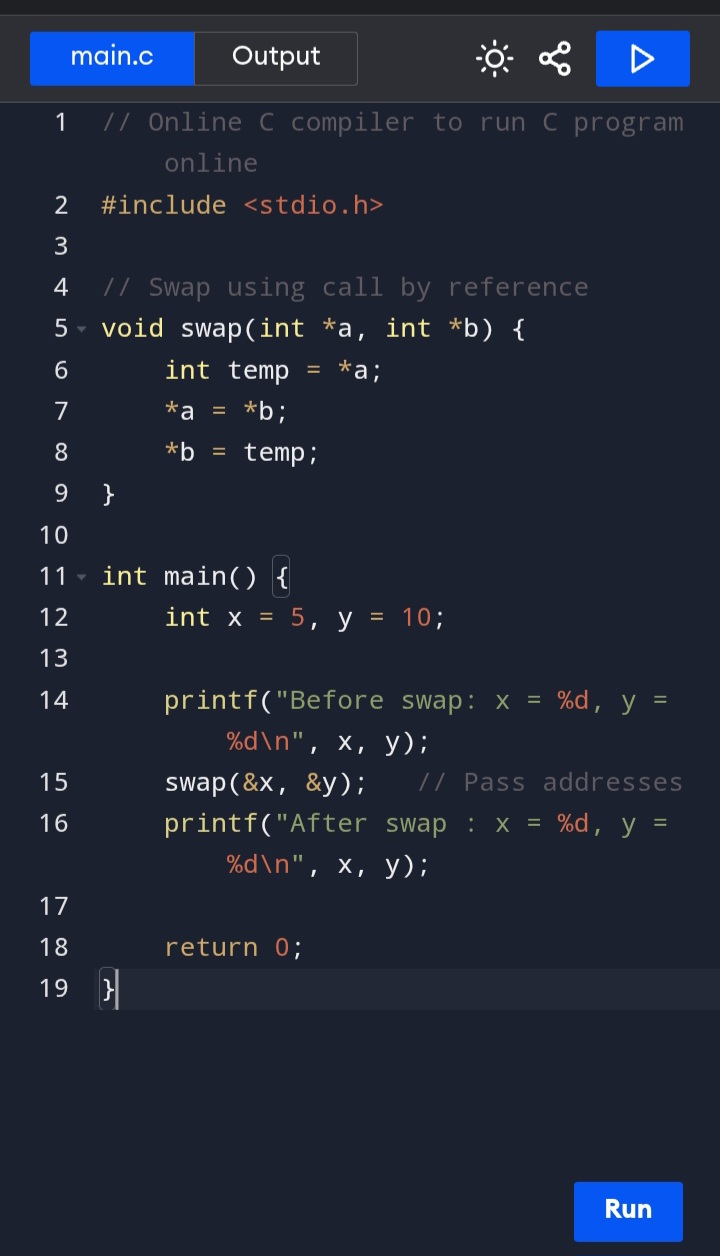 main.c Output
1 // Online C compiler to run C program
online
2 #include <stdio.h>
3
4 // Swap using call by reference
5 void swap(int *a, int *b) {
6 int temp = *a;
7 *a = *b;
8 *b = temp;
9 }
10
11 int main() {
12 int x = 5, y = 10;
13
14 printf("Before swap: x = %d, y =
%d\n", x, y);
15 swap(&x, &y); // Pass addresses
16 printf("After swap : x = %d, y =
%d\n", x, y);
17
18 return 0;
19 }
Run